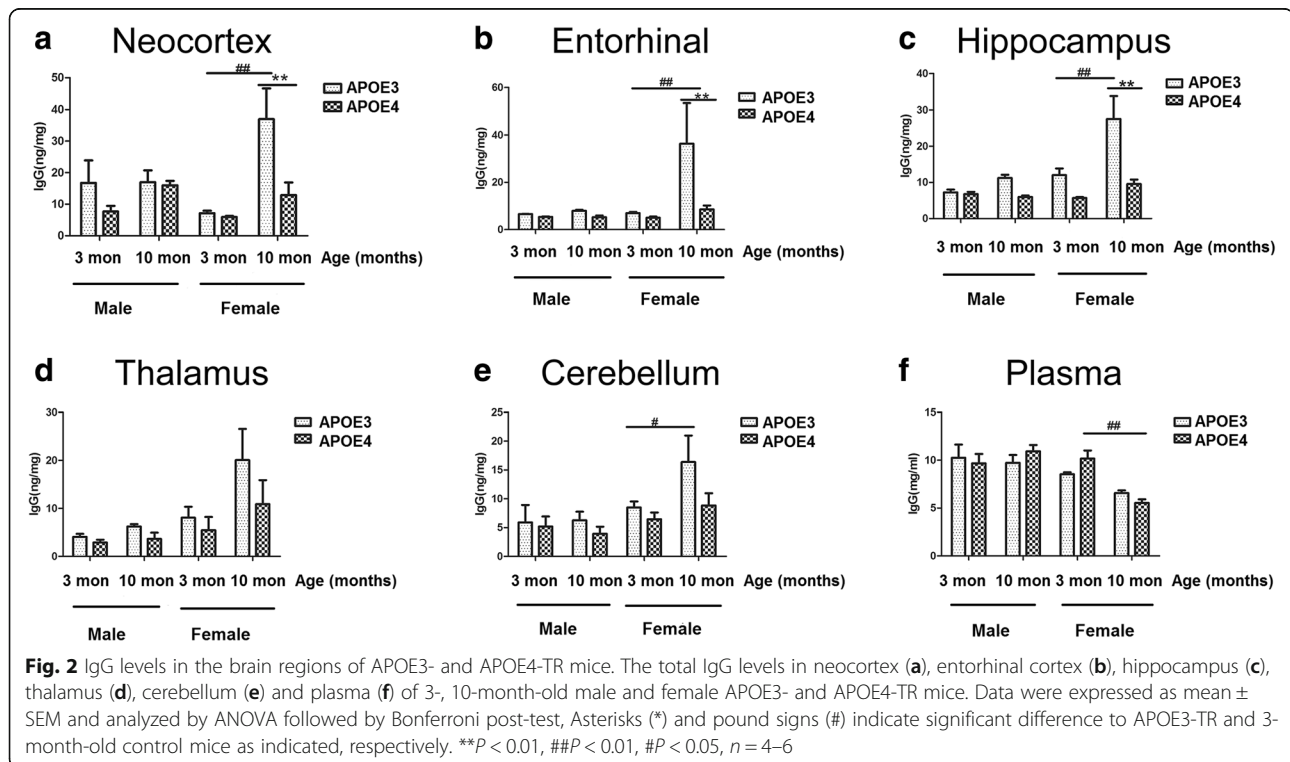 a Neocortex
##
**
APOE3
APOE4
IgG(ng/mg)
50
40
30
20
10
0
3 mon 10 mon 3 mon 10 mon Age (months)
Male Female
b Entorhinal
##
**
APOE3
APOE4
IgG(ng/mg)
60
40
20
0
3 mon 10 mon 3 mon 10 mon Age (months)
Male Female
c Hippocampus
##
**
APOE3
APOE4
IgG(ng/mg)
40
30
20
10
0
3 mon 10 mon 3 mon 10 mon Age (months)
Male Female
d Thalamus
APOE3
APOE4
IgG(ng/mg)
30
20
10
0
3 mon 10 mon 3 mon 10 mon Age (months)
Male Female
e Cerebellum
#
APOE3
APOE4
IgG(ng/mg)
25
20
15
10
5
0
3 mon 10 mon 3 mon 10 mon Age (months)
Male Female
f Plasma
##
APOE3
APOE4
IgG(mg/ml)
15
10
5
0
3 mon 10 mon 3 mon 10 mon Age (months)
Male Female
Fig. 2 IgG levels in the brain regions of APOE3- and APOE4-TR mice. The total IgG levels in neocortex (a), entorhinal cortex (b), hippocampus (c),
thalamus (d), cerebellum (e) and plasma (f) of 3-, 10-month-old male and female APOE3- and APOE4-TR mice. Data were expressed as mean ±
SEM and analyzed by ANOVA followed by Bonferroni post-test, Asterisks (*) and pound signs (#) indicate significant difference to APOE3-TR and 3-
month-old control mice as indicated, respectively. **P < 0.01, ##P < 0.01, #P < 0.05, n = 4–6